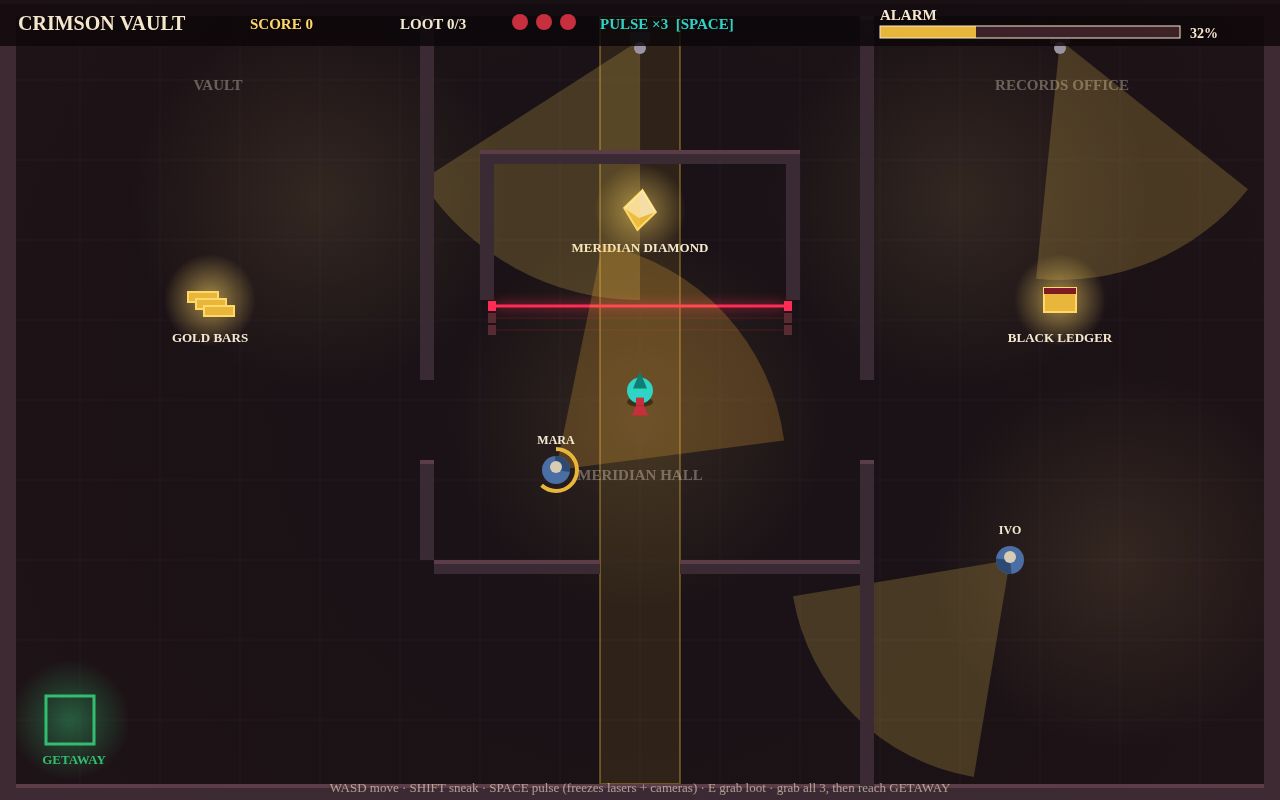 CRIMSON VAULT
SCORE 0
LOOT 0/3
PULSE ×3 [SPACE]
ALARM
32%
VAULT
RECORDS OFFICE
MERIDIAN DIAMOND
GOLD BARS
BLACK LEDGER
MARA
MERIDIAN HALL
IVO
GETAWAY
WASD move · SHIFT sneak · SPACE pulse (freezes lasers + cameras) · E grab loot · grab all 3, then reach GETAWAY